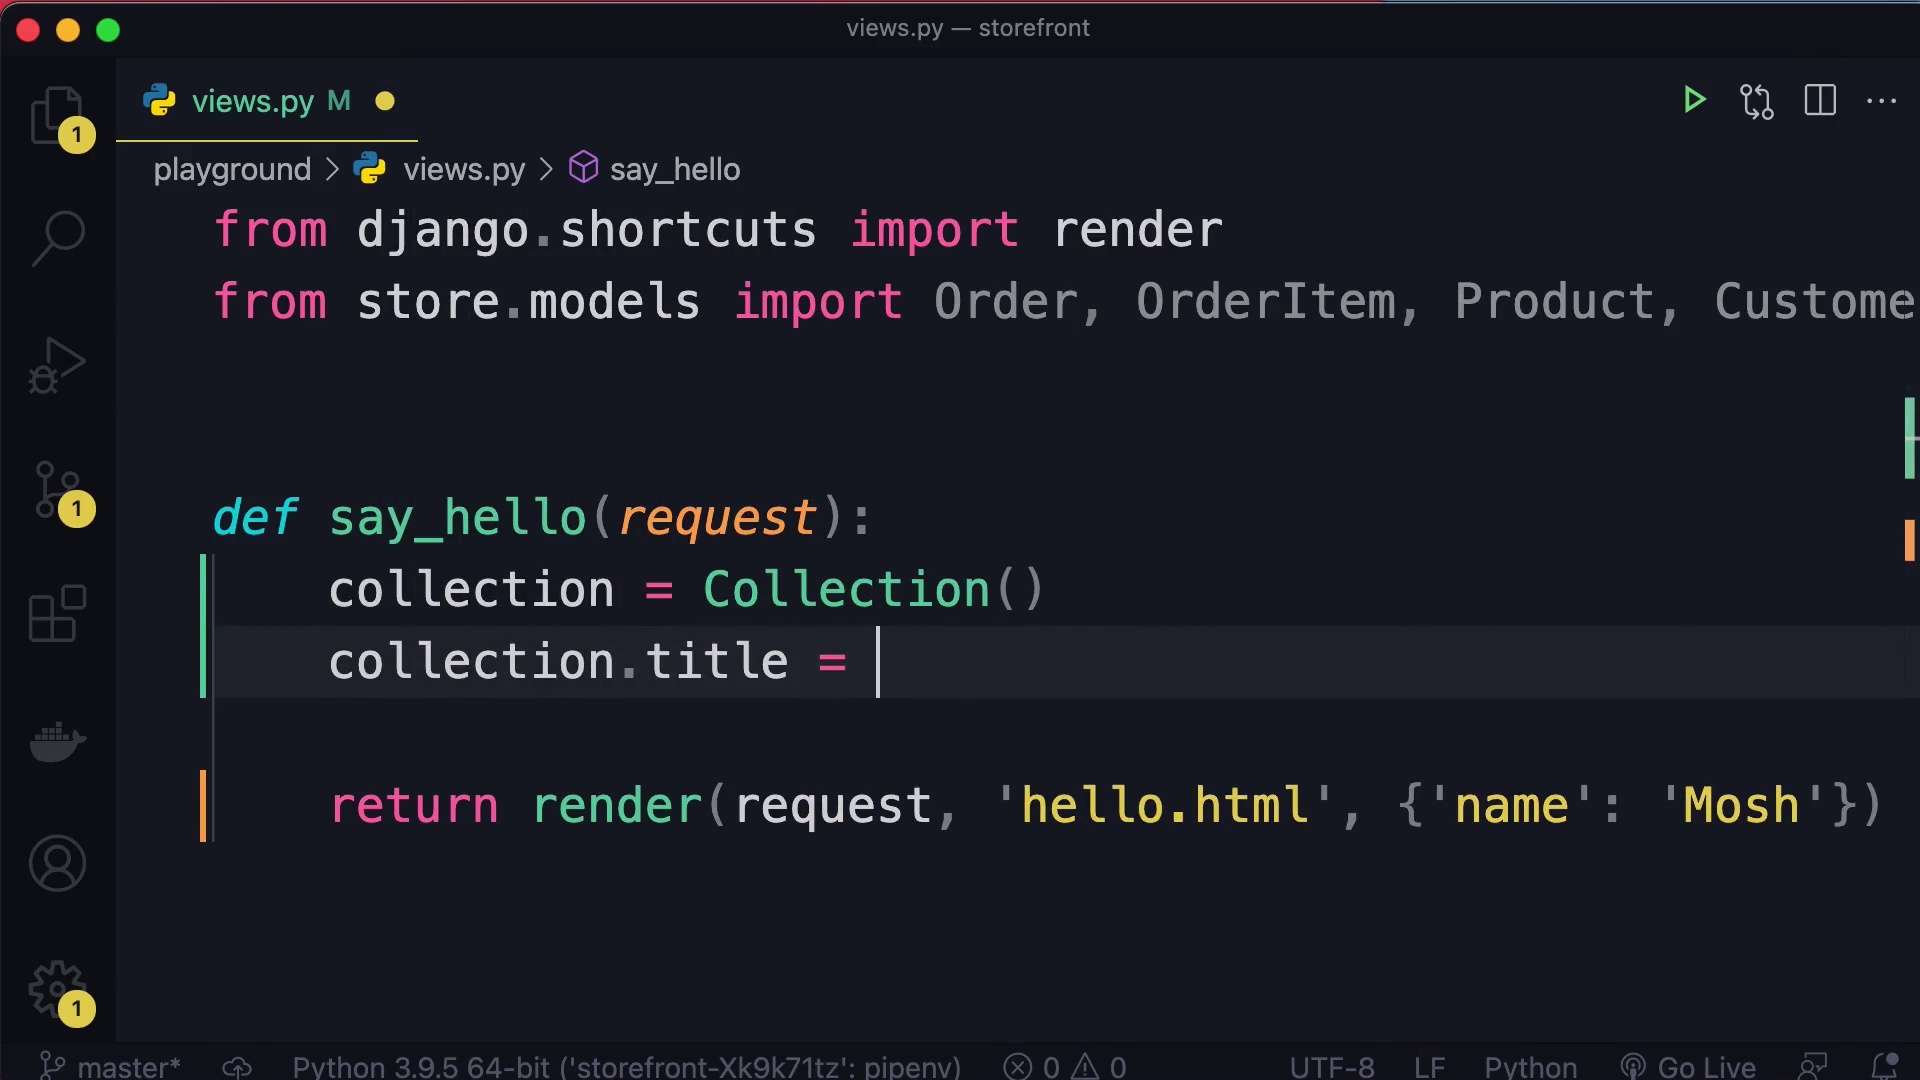 views.py — storefront
views.py M
playground > views.py > say_hello
from django.shortcuts import render
from store.models import Order, OrderItem, Product, Custome
def say_hello(request):
    collection = Collection()
    collection.title =
    return render(request, 'hello.html', {'name': 'Mosh'})
1
1
1
master* Python 3.9.5 64-bit ('storefront-Xk9k71tz': pipenv) 0 0 UTF-8 LF Python Go Live